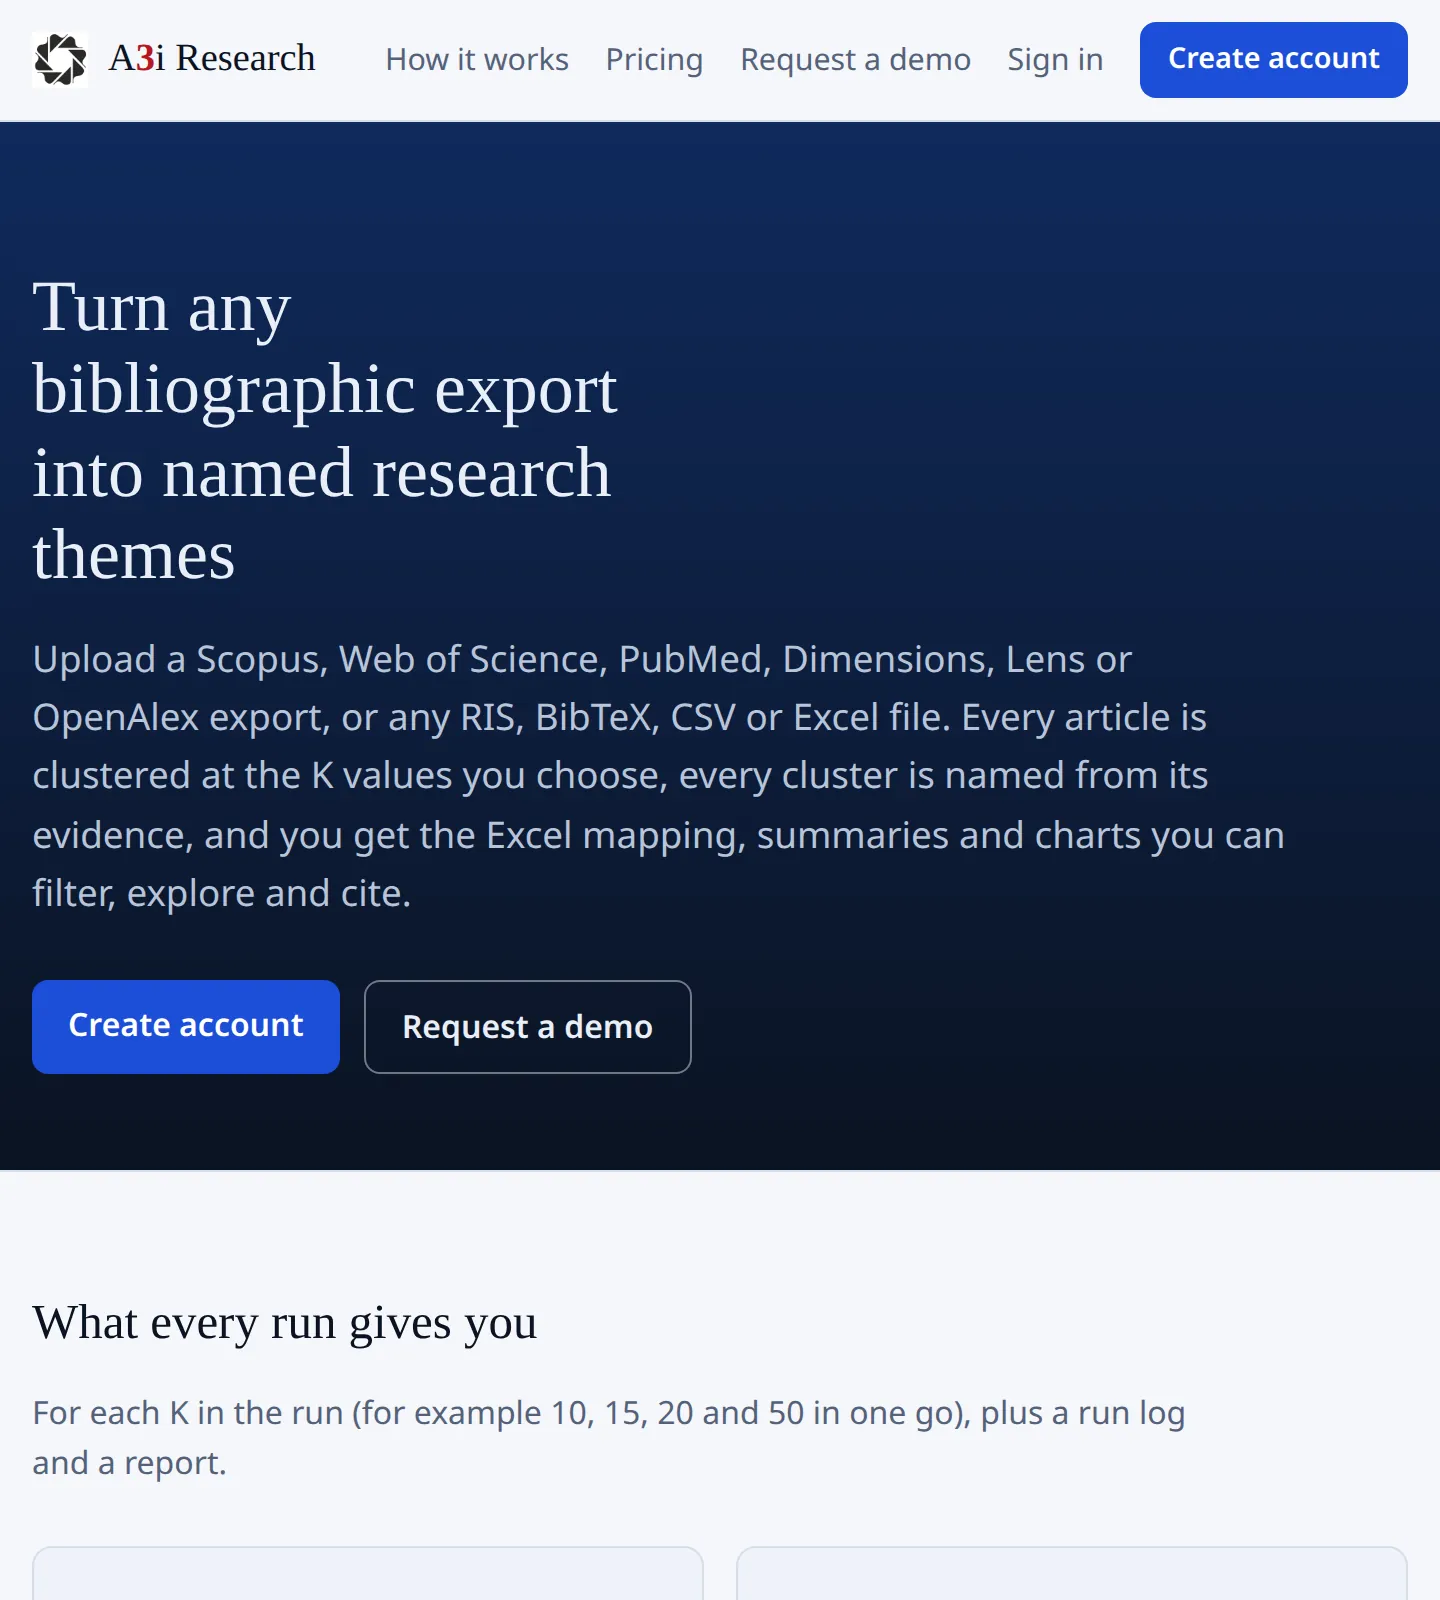 A3i Research
How it works
Pricing
Request a demo
Sign in
Create account
Turn any
bibliographic export
into named research
themes
Upload a Scopus, Web of Science, PubMed, Dimensions, Lens or
OpenAlex export, or any RIS, BibTeX, CSV or Excel file. Every article is
clustered at the K values you choose, every cluster is named from its
evidence, and you get the Excel mapping, summaries and charts you can
filter, explore and cite.
Create account
Request a demo
What every run gives you
For each K in the run (for example 10, 15, 20 and 50 in one go), plus a run log
and a report.